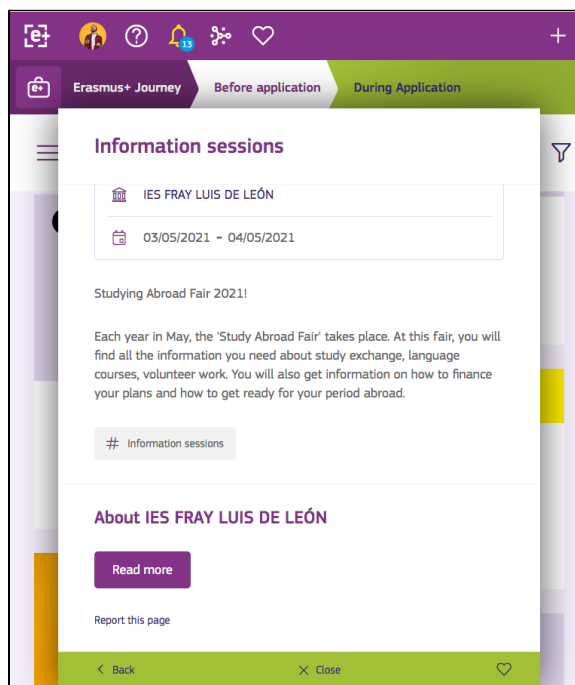 e+
13
e+
Erasmus+ Journey
Before application
During Application
Information sessions
IES FRAY LUIS DE LEÓN
03/05/2021 – 04/05/2021
Studying Abroad Fair 2021!
Each year in May, the 'Study Abroad Fair' takes place. At this fair, you will
find all the information you need about study exchange, language
courses, volunteer work. You will also get information on how to finance
your plans and how to get ready for your period abroad.
# Information sessions
About IES FRAY LUIS DE LEÓN
Read more
Report this page
< Back
× Close